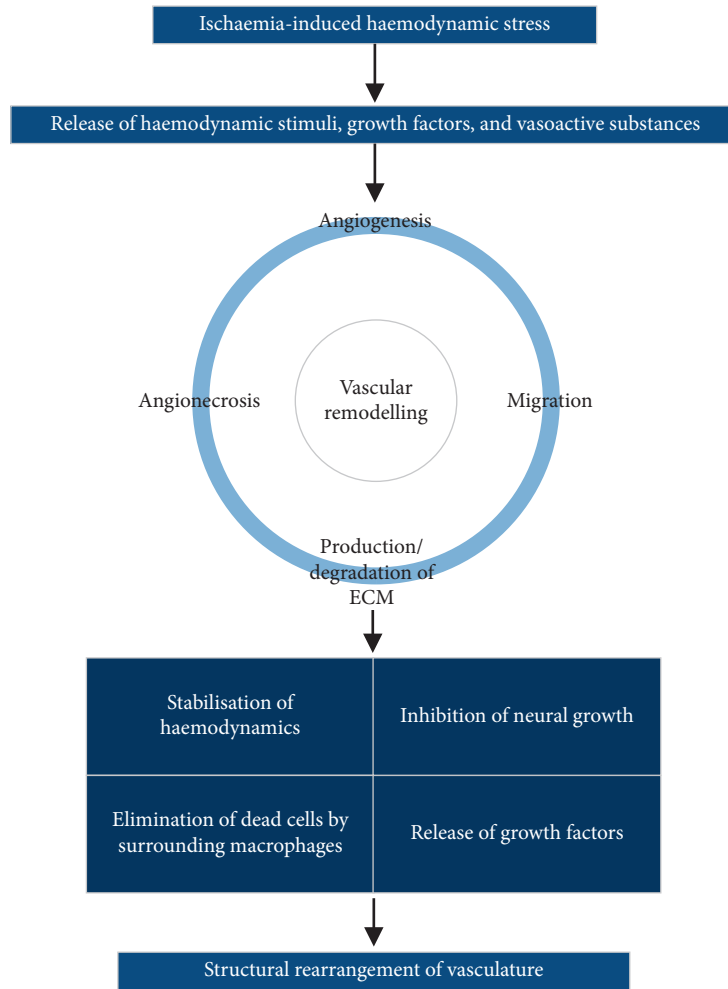 Ischaemia-induced haemodynamic stress
Release of haemodynamic stimuli, growth factors, and vasoactive substances
Angiogenesis
Angionecrosis
Vascular
remodelling
Migration
Production/
degradation of
ECM
Stabilisation of
haemodynamics
Inhibition of neural growth
Elimination of dead cells by
surrounding macrophages
Release of growth factors
Structural rearrangement of vasculature